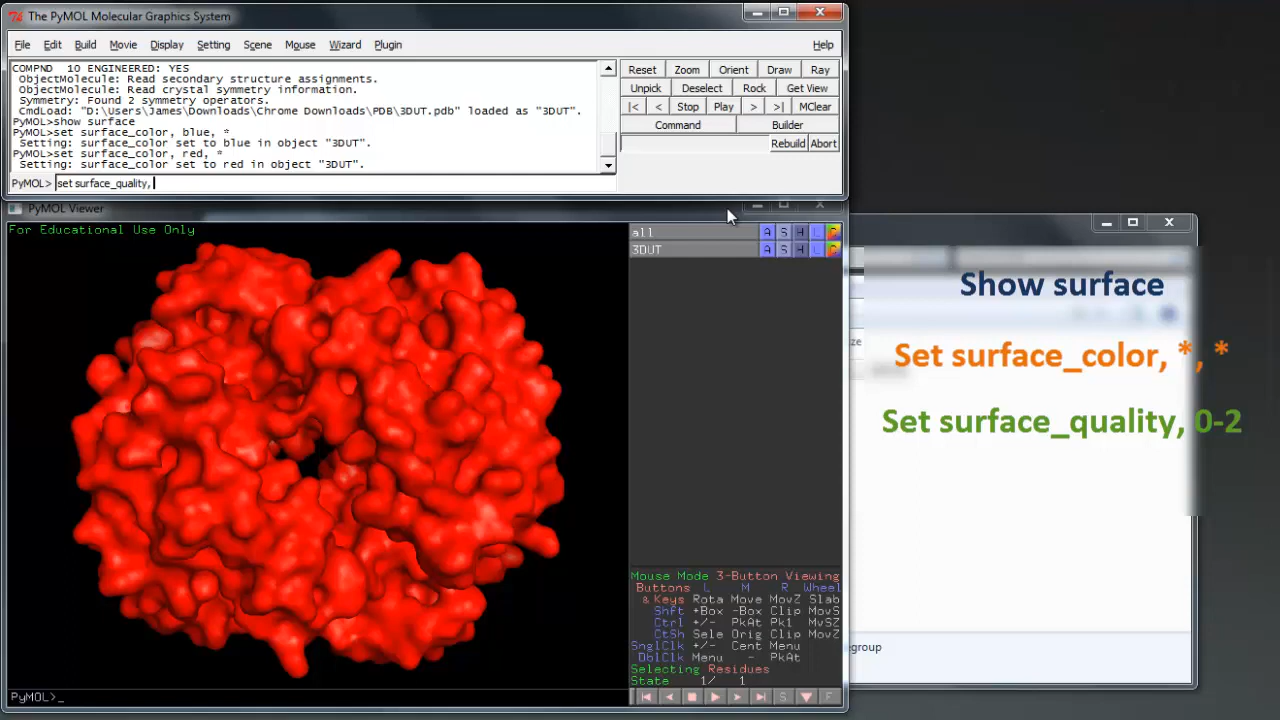 The PyMOL Molecular Graphics System
File Edit Build Movie Display Setting Scene Mouse Wizard Plugin Help
COMPND 10 ENGINEERED: YES
ObjectMolecule: Read secondary structure assignments.
ObjectMolecule: Read crystal symmetry information.
Symmetry: Found 2 symmetry operators.
CmdLoad: "D:\Users\James\Downloads\Chrome Downloads\PDB\3DUT.pdb" loaded as "3DUT".
PyMOL>show surface
PyMOL>set surface_color, blue, *
Setting: surface_color set to blue in object "3DUT".
PyMOL>set surface_color, red, *
Setting: surface_color set to red in object "3DUT".
PyMOL> set surface_quality,
Reset Zoom Orient Draw Ray
Unpick Deselect Rock Get View
|< < Stop Play > >| MClear
Command Builder
Rebuild Abort
PyMOL Viewer
For Educational Use Only
all A S H L C
3DUT A S H L C
Show surface
Set surface_color, *, *
Set surface_quality, 0-2
ze
egroup
Mouse Mode 3-Button Viewing
Buttons L M R Wheel
& Keys Rota Move MovZ Slab
Shft +Box -Box Clip MovS
Ctrl +/- PkAt Pk1 MvSZ
CtSh Sele Orig Clip MovZ
SnglClk +/- Cent Menu
DblClk Menu - PkAt
Selecting Residues
State 1/ 1
PyMOL>_
S F